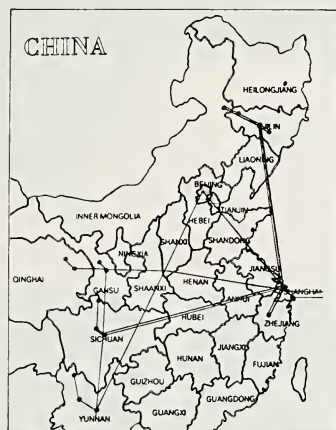 CHINA
HEILONGJIANG
LIAONING
BEIJING
TIANJIN
INNER MONGOLIA
HEBEI
NINGXIA
SHANXI
SHANDONG
QINGHAI
GANSU
SHAANXI
HENAN
JIANGSU
SHANGHAI
ANHUI
HUBEI
ZHEJIANG
SICHUAN
HUNAN
JIANGXI
FUJIAN
GUIZHOU
YUNNAN
GUANGXI
GUANGDONG